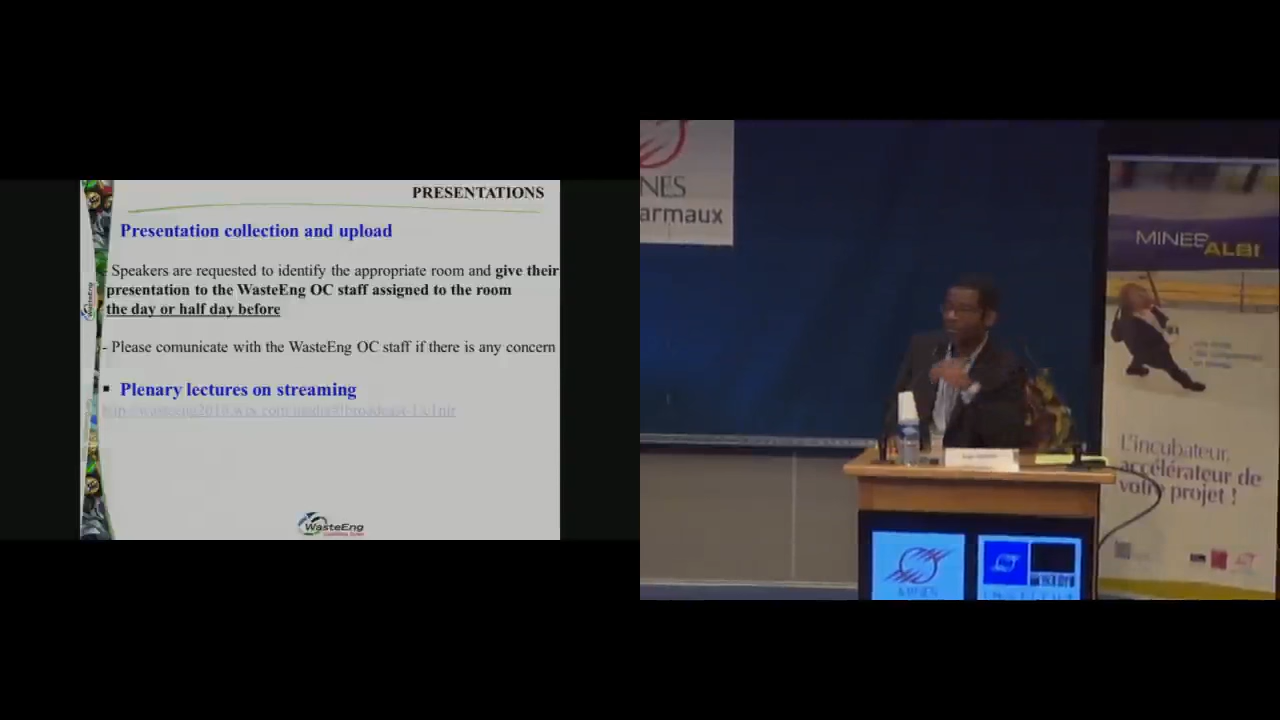 PRESENTATIONS
Presentation collection and upload
- Speakers are requested to identify the appropriate room and give their
presentation to the WasteEng OC staff assigned to the room
the day or half day before
- Please comunicate with the WasteEng OC staff if there is any concern
▪ Plenary lectures on streaming
WasteEng
WasteEng
NES
armaux
MINES
ALBI
L'incubateur,
accélérateur de
votre projet !
MINES